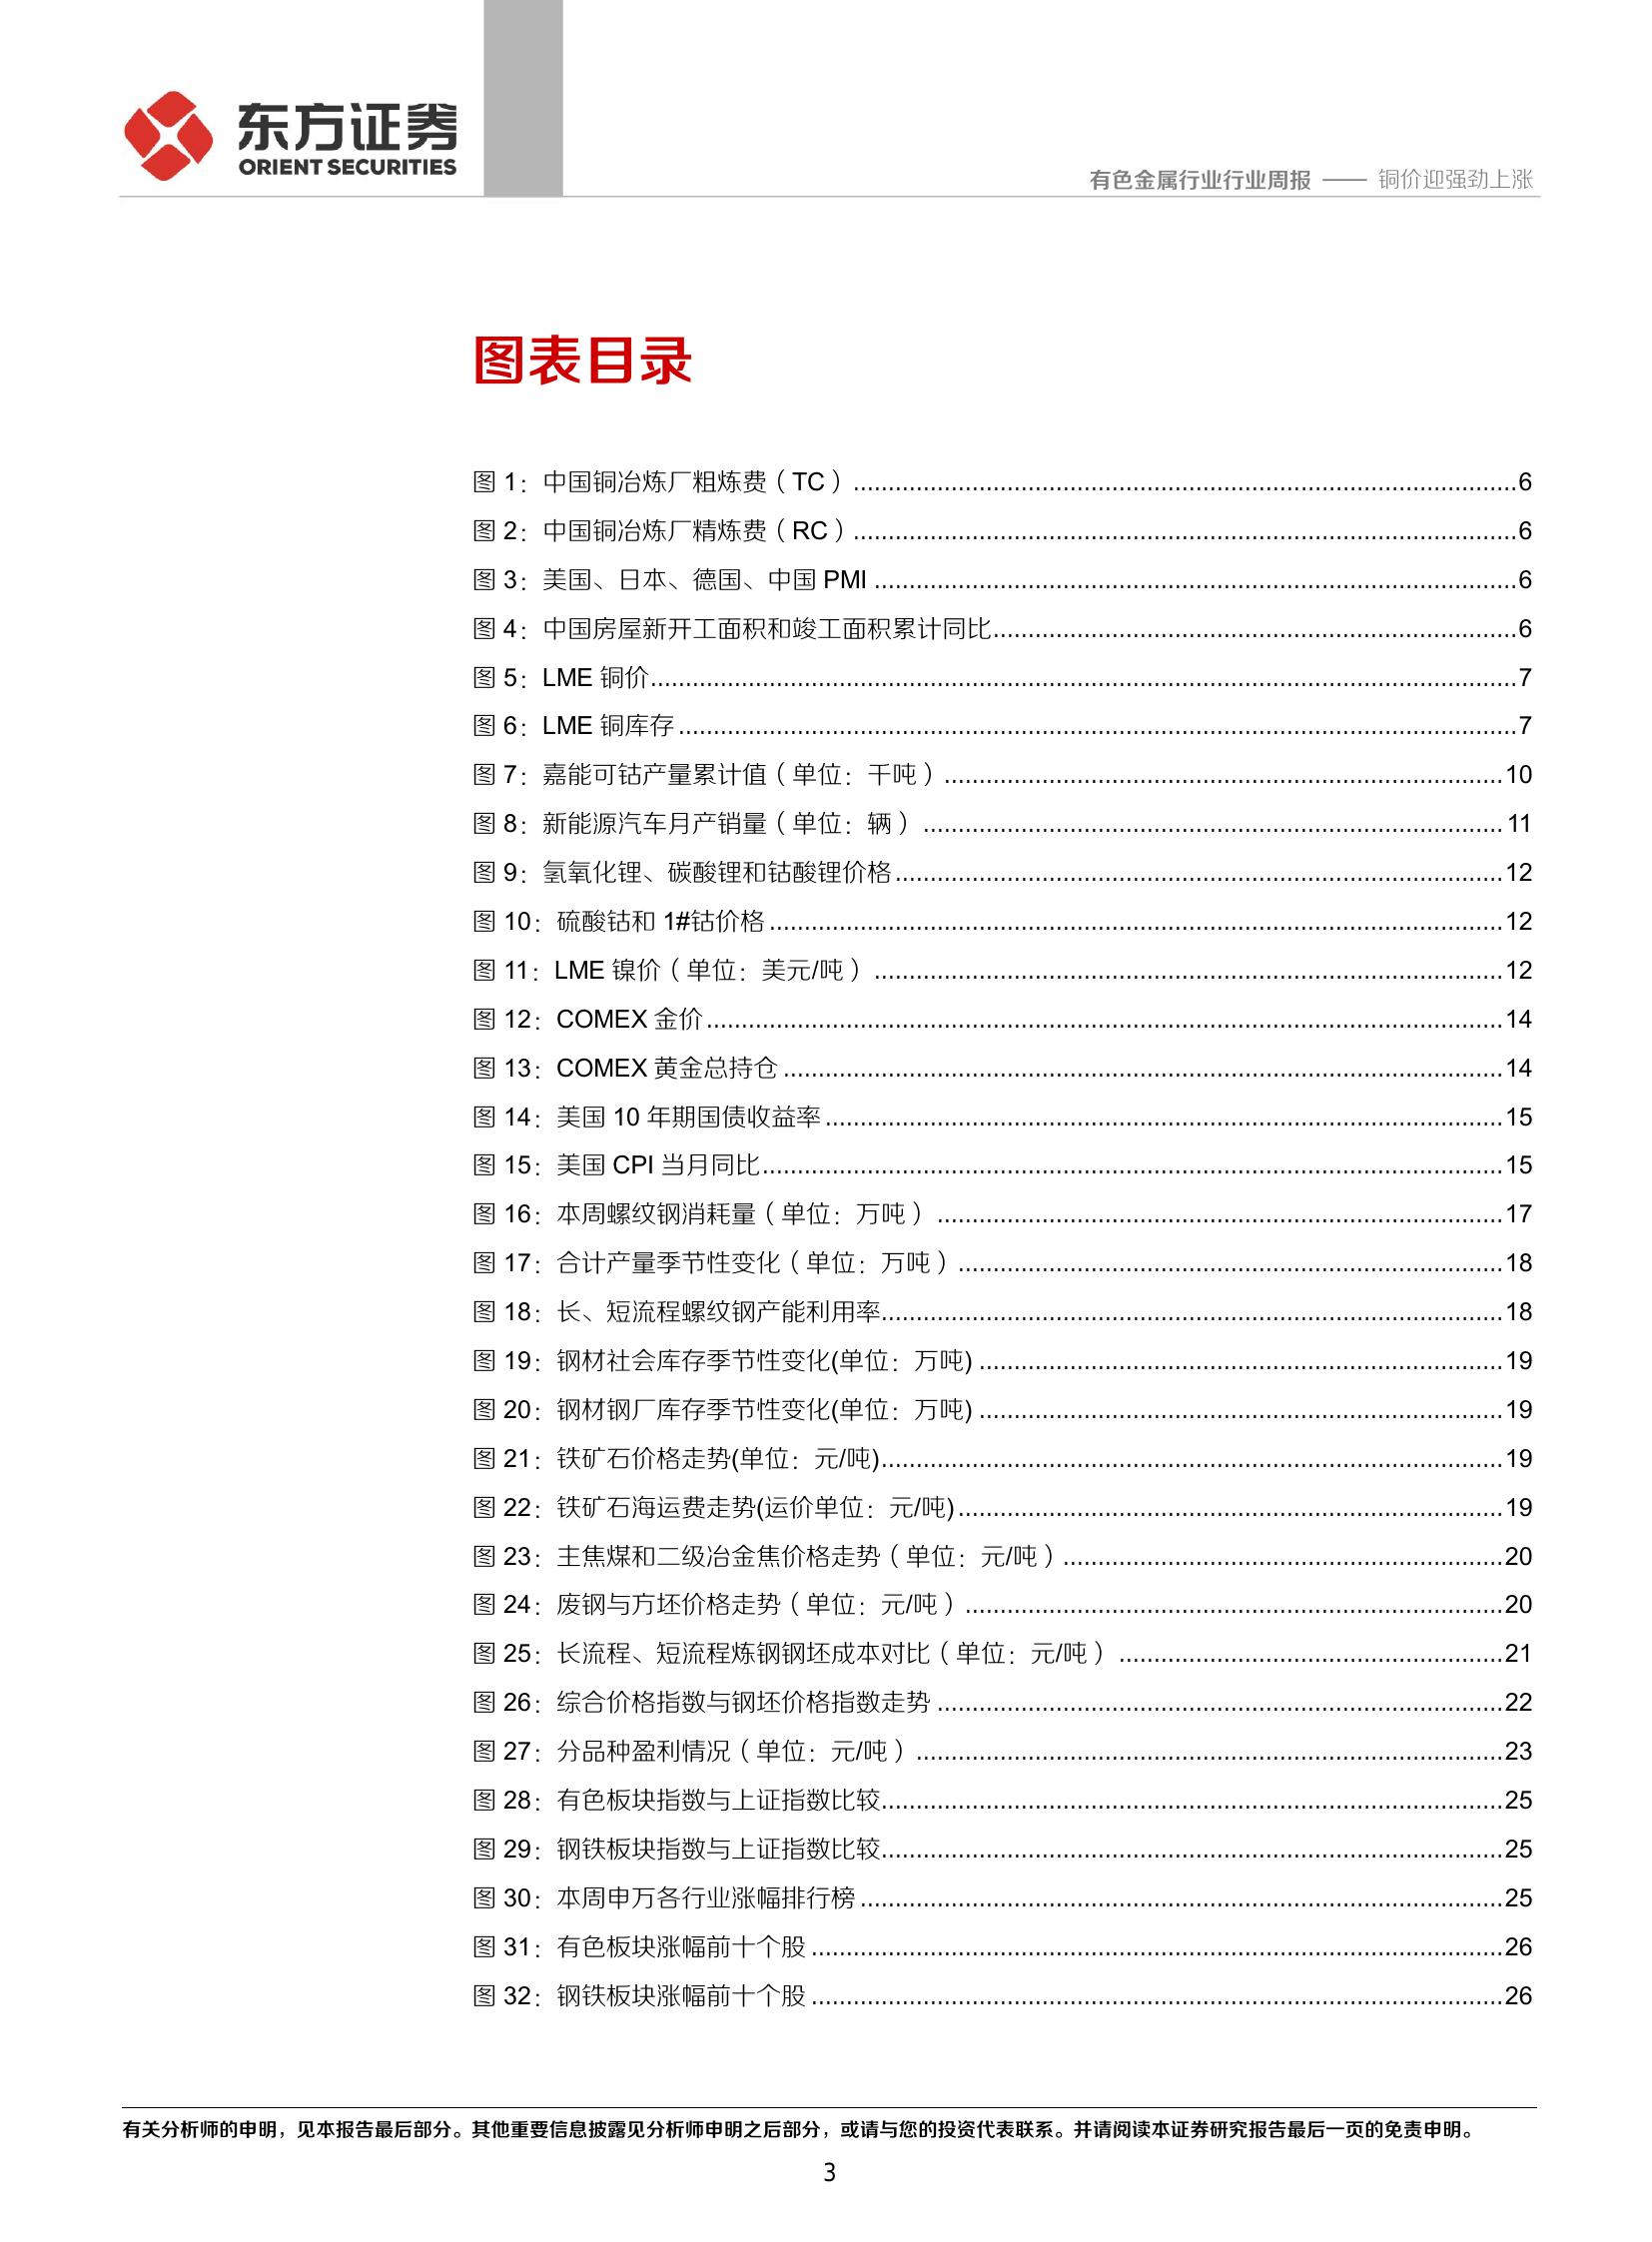 东方证券
ORIENT SECURITIES
有色金属行业行业周报 —— 铜价迎强劲上涨
图表目录
图 1：中国铜冶炼厂粗炼费（TC）....................6
图 2：中国铜冶炼厂精炼费（RC）....................6
图 3：美国、日本、德国、中国 PMI ....................6
图 4：中国房屋新开工面积和竣工面积累计同比....................6
图 5：LME 铜价....................7
图 6：LME 铜库存....................7
图 7：嘉能可钴产量累计值（单位：千吨）....................10
图 8：新能源汽车月产销量（单位：辆）....................11
图 9：氢氧化锂、碳酸锂和钴酸锂价格....................12
图 10：硫酸钴和 1#钴价格....................12
图 11：LME 镍价（单位：美元/吨）....................12
图 12：COMEX 金价....................14
图 13：COMEX 黄金总持仓....................14
图 14：美国 10 年期国债收益率....................15
图 15：美国 CPI 当月同比....................15
图 16：本周螺纹钢消耗量（单位：万吨）....................17
图 17：合计产量季节性变化（单位：万吨）....................18
图 18：长、短流程螺纹钢产能利用率....................18
图 19：钢材社会库存季节性变化(单位：万吨)....................19
图 20：钢材钢厂库存季节性变化(单位：万吨)....................19
图 21：铁矿石价格走势(单位：元/吨)....................19
图 22：铁矿石海运费走势(运价单位：元/吨)....................19
图 23：主焦煤和二级冶金焦价格走势（单位：元/吨）....................20
图 24：废钢与方坯价格走势（单位：元/吨）....................20
图 25：长流程、短流程炼钢钢坯成本对比（单位：元/吨）....................21
图 26：综合价格指数与钢坯价格指数走势....................22
图 27：分品种盈利情况（单位：元/吨）....................23
图 28：有色板块指数与上证指数比较....................25
图 29：钢铁板块指数与上证指数比较....................25
图 30：本周申万各行业涨幅排行榜....................25
图 31：有色板块涨幅前十个股....................26
图 32：钢铁板块涨幅前十个股....................26
有关分析师的申明，见本报告最后部分。其他重要信息披露见分析师申明之后部分，或请与您的投资代表联系。并请阅读本证券研究报告最后一页的免责申明。
3